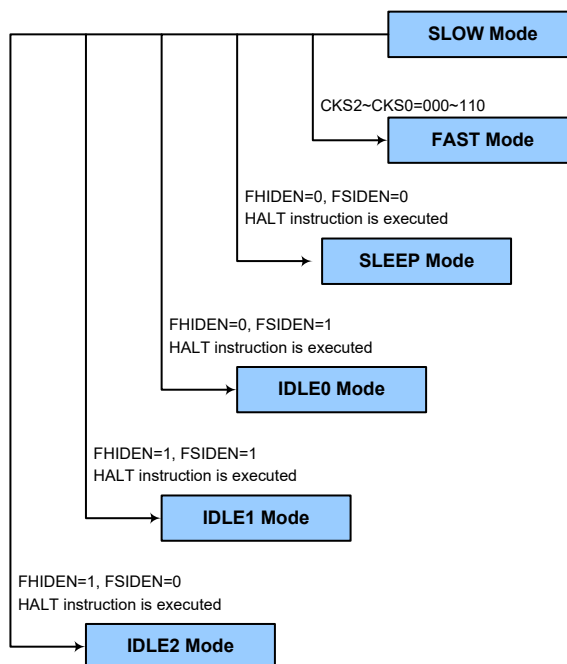 SLOW Mode
CKS2~CKS0=000~110
FAST Mode
FHIDEN=0, FSIDEN=0
HALT instruction is executed
SLEEP Mode
FHIDEN=0, FSIDEN=1
HALT instruction is executed
IDLE0 Mode
FHIDEN=1, FSIDEN=1
HALT instruction is executed
IDLE1 Mode
FHIDEN=1, FSIDEN=0
HALT instruction is executed
IDLE2 Mode